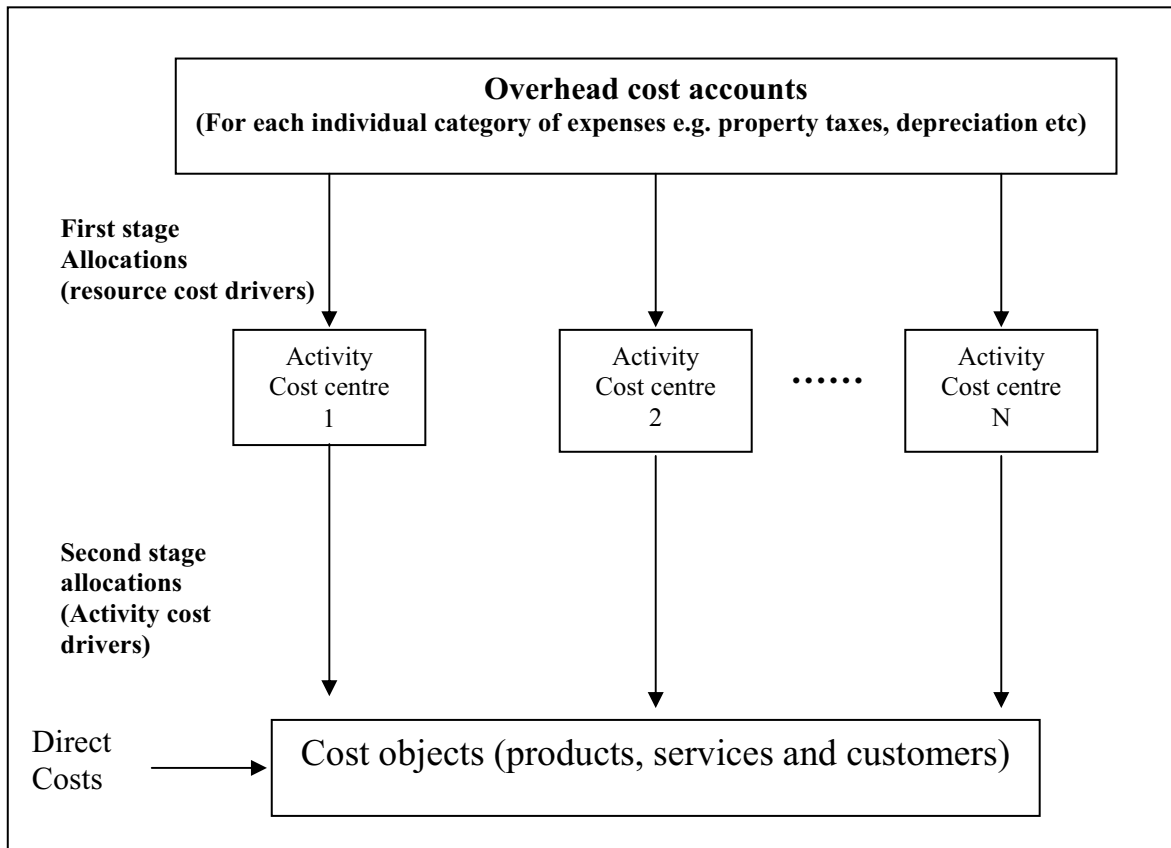 Overhead cost accounts
(For each individual category of expenses e.g. property taxes, depreciation etc)
First stage
Allocations
(resource cost drivers)
Activity
Cost centre
1
Activity
Cost centre
2
......
Activity
Cost centre
N
Second stage
allocations
(Activity cost
drivers)
Direct
Costs
Cost objects (products, services and customers)